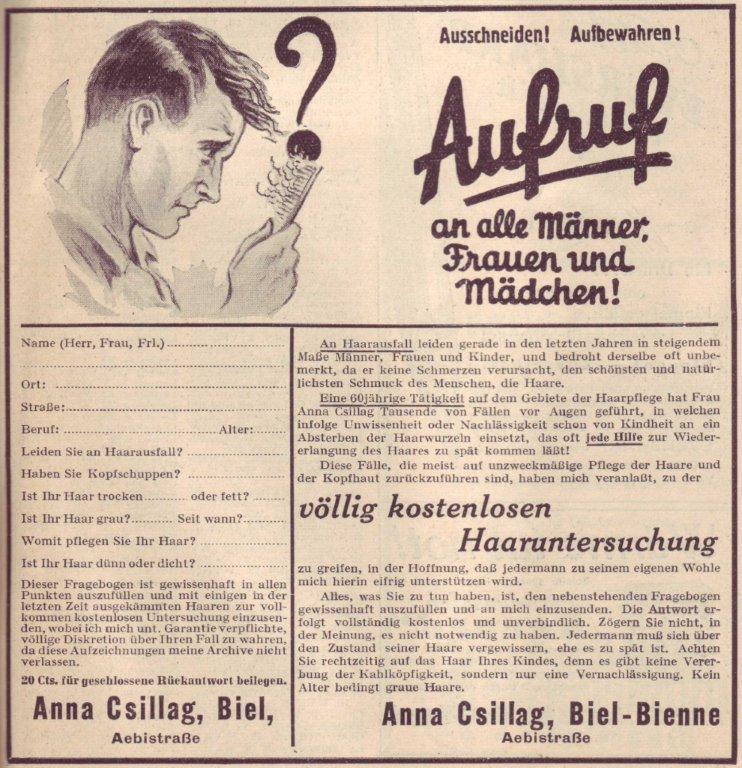 ?
Ausschneiden! Aufbewahren!
Aufruf
an alle Männer,
Frauen und
Mädchen!
Name (Herr, Frau, Frl.)
Ort:
Straße:
Beruf: Alter:
Leiden Sie an Haarausfall?
Haben Sie Kopfschuppen?
Ist Ihr Haar trocken oder fett?
Ist Ihr Haar grau? Seit wann?
Womit pflegen Sie Ihr Haar?
Ist Ihr Haar dünn oder dicht?
Dieser Fragebogen ist gewissenhaft in allen
Punkten auszufüllen und mit einigen in der
letzten Zeit ausgekämmten Haaren zur voll-
kommen kostenlosen Untersuchung einzusen-
den, wobei ich mich unt. Garantie verpflichte,
völlige Diskretion über Ihren Fall zu wahren,
da diese Aufzeichnungen meine Archive nicht
verlassen.
20 Cts. für geschlossene Rückantwort beilegen.
Anna Csillag, Biel,
Aebistraße
An Haarausfall leiden gerade in den letzten Jahren in steigendem
Maße Männer, Frauen und Kinder, und bedroht derselbe oft unbe-
merkt, da er keine Schmerzen verursacht, den schönsten und natür-
lichsten Schmuck des Menschen, die Haare.
Eine 60jährige Tätigkeit auf dem Gebiete der Haarpflege hat Frau
Anna Csillag Tausende von Fällen vor Augen geführt, in welchen
infolge Unwissenheit oder Nachlässigkeit schon von Kindheit an ein
Absterben der Haarwurzeln einsetzt, das oft jede Hilfe zur Wieder-
erlangung des Haares zu spät kommen läßt!
Diese Fälle, die meist auf unzweckmäßige Pflege der Haare und
der Kopfhaut zurückzuführen sind, haben mich veranlaßt, zu der
völlig kostenlosen
Haaruntersuchung
zu greifen, in der Hoffnung, daß jedermann zu seinem eigenen Wohle
mich hierin eifrig unterstützen wird.
Alles, was Sie zu tun haben, ist, den nebenstehenden Fragebogen
gewissenhaft auszufüllen und an mich einzusenden. Die Antwort er-
folgt vollständig kostenlos und unverbindlich. Zögern Sie nicht, in
der Meinung, es nicht notwendig zu haben. Jedermann muß sich über
den Zustand seiner Haare vergewissern, ehe es zu spät ist. Achten
Sie rechtzeitig auf das Haar Ihres Kindes, denn es gibt keine Verer-
bung der Kahlköpfigkeit, sondern nur eine Vernachlässigung. Kein
Alter bedingt graue Haare.
Anna Csillag, Biel-Bienne
Aebistraße